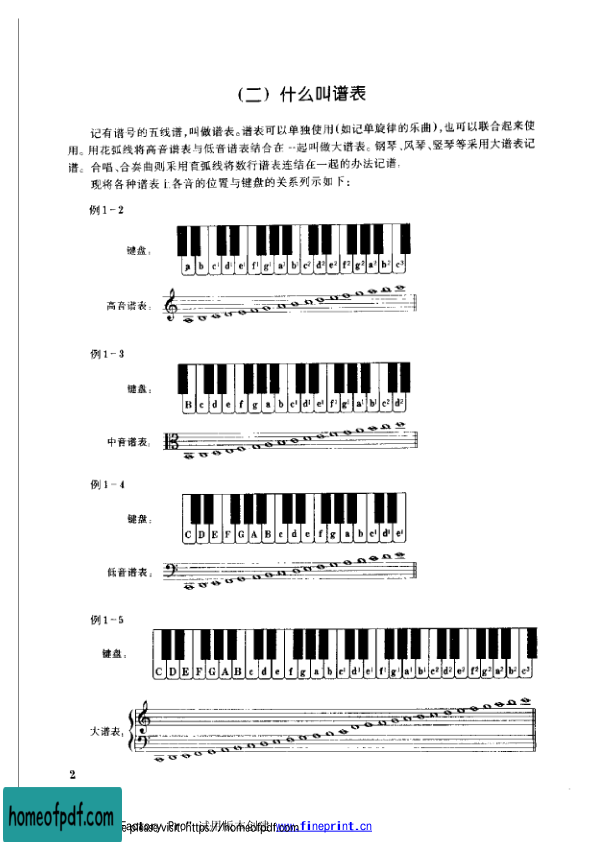 (二) 什么叫谱表
记有谱号的五线谱,叫做谱表。谱表可以单独使用(如记单旋律的乐曲),也可以联合起来使
用。用花弧线将高音谱表与低音谱表结合在一起叫做大谱表。钢琴、风琴、竖琴等采用大谱表记
谱。合唱、合奏曲则采用直弧线将数行谱表连结在一起的办法记谱。
现将各种谱表上各音的位置与键盘的关系列示如下:
例1-2
键盘:
a b c¹ d¹ e¹ f¹ g¹ a¹ b¹ c² d² e² f² g² a² b² c³
高音谱表:
例1-3
键盘:
B c d e f g a b c¹ d¹ e¹ f¹ g¹ a¹ b¹ c² d²
中音谱表:
例1-4
键盘:
C D E F G A B c d e f g a b c¹ d¹ e¹
低音谱表:
例1-5
键盘:
C D E F G A B c d e f g a b c¹ d¹ e¹ f¹ g¹ a¹ b¹ c² d² e² f² g² a² b² c³
大谱表:
2
homeofpdf.com
Factory Pro" 试用版本创建 www.fineprint.cn
please visit: https://homeofpdf.com